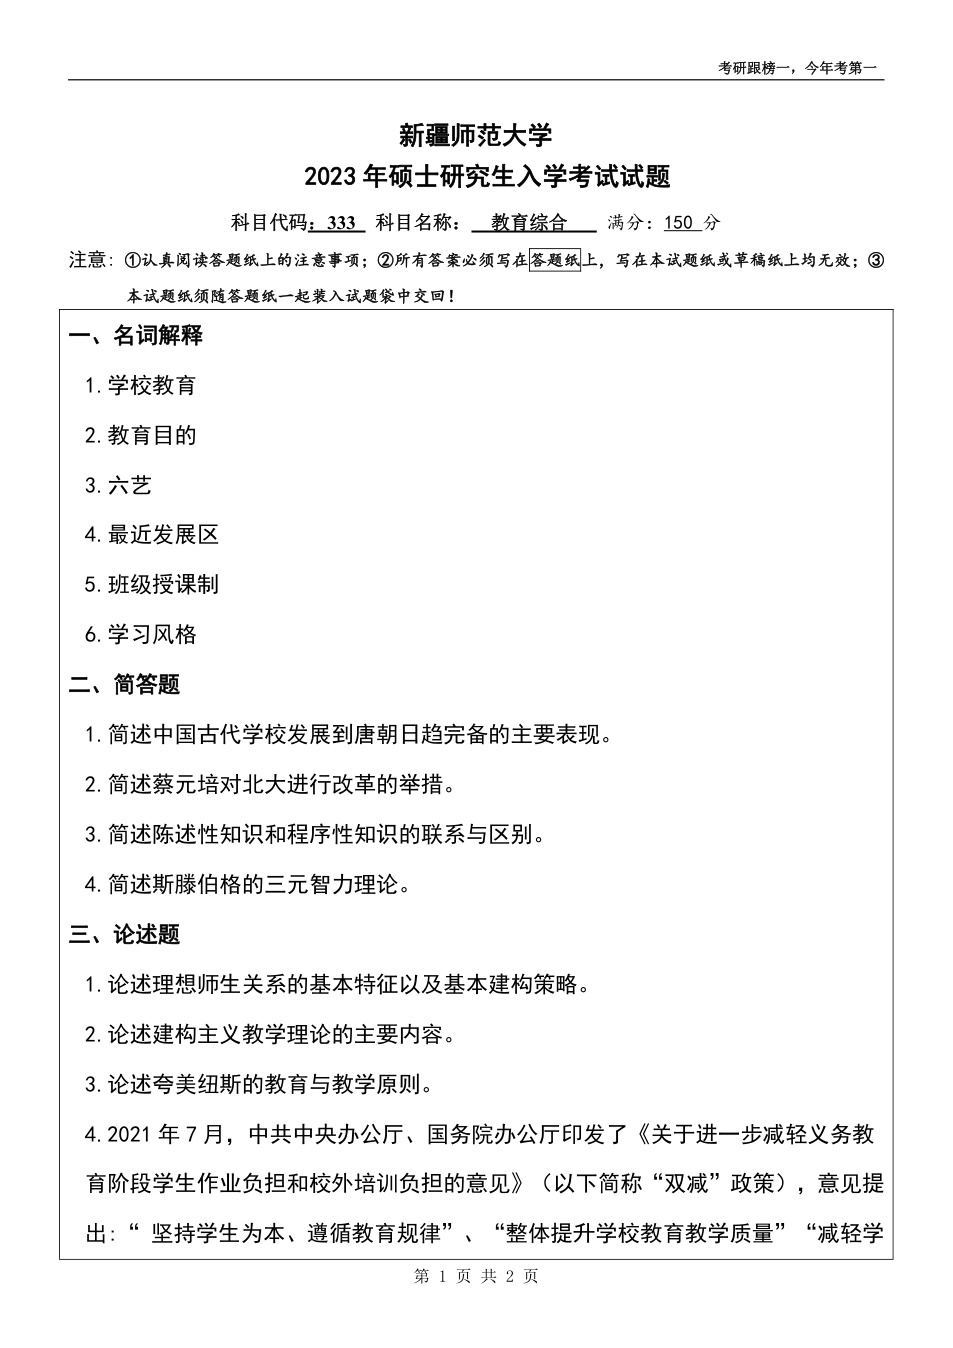 考研跟榜一，今年考第一
新疆师范大学
2023 年硕士研究生入学考试试题
科目代码：333 科目名称： 教育综合 满分：150 分
注意：①认真阅读答题纸上的注意事项；②所有答案必须写在答题纸上，写在本试题纸或草稿纸上均无效；③
本试题纸须随答题纸一起装入试题袋中交回！
一、名词解释
1.学校教育
2.教育目的
3.六艺
4.最近发展区
5.班级授课制
6.学习风格
二、简答题
1.简述中国古代学校发展到唐朝日趋完备的主要表现。
2.简述蔡元培对北大进行改革的举措。
3.简述陈述性知识和程序性知识的联系与区别。
4.简述斯滕伯格的三元智力理论。
三、论述题
1.论述理想师生关系的基本特征以及基本建构策略。
2.论述建构主义教学理论的主要内容。
3.论述夸美纽斯的教育与教学原则。
4.2021 年 7 月，中共中央办公厅、国务院办公厅印发了《关于进一步减轻义务教
育阶段学生作业负担和校外培训负担的意见》（以下简称“双减”政策），意见提
出：“ 坚持学生为本、遵循教育规律”、“整体提升学校教育教学质量”“减轻学
第 1 页 共 2 页